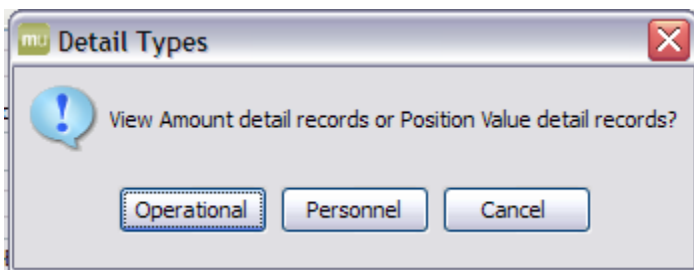 mu Detail Types
View Amount detail records or Position Value detail records?
Operational Personnel Cancel